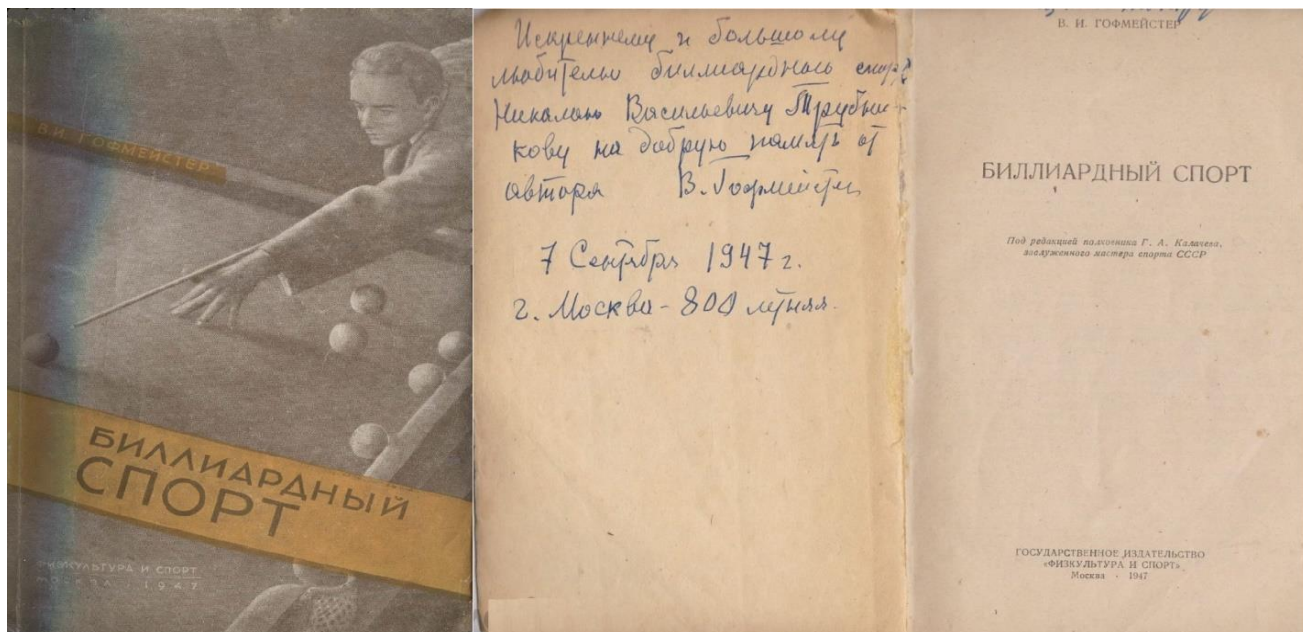 В. И. ГОФМЕЙСТЕР
БИЛЛИАРДНЫЙ
СПОРТ
ФИЗКУЛЬТУРА И СПОРТ
МОСКВА · 1947
Искреннему и большому
любителю биллиардного спорта
Николаю Васильевичу Трубни-
кову на добрую память от
автора В. Гофмейстер
7 Сентября 1947 г.
г. Москва - 800 летняя.
В. И. ГОФМЕЙСТЕР
БИЛЛИАРДНЫЙ СПОРТ
Под редакцией полковника Г. А. Калачева,
заслуженного мастера спорта СССР
ГОСУДАРСТВЕННОЕ ИЗДАТЕЛЬСТВО
«ФИЗКУЛЬТУРА И СПОРТ»
Москва · 1947